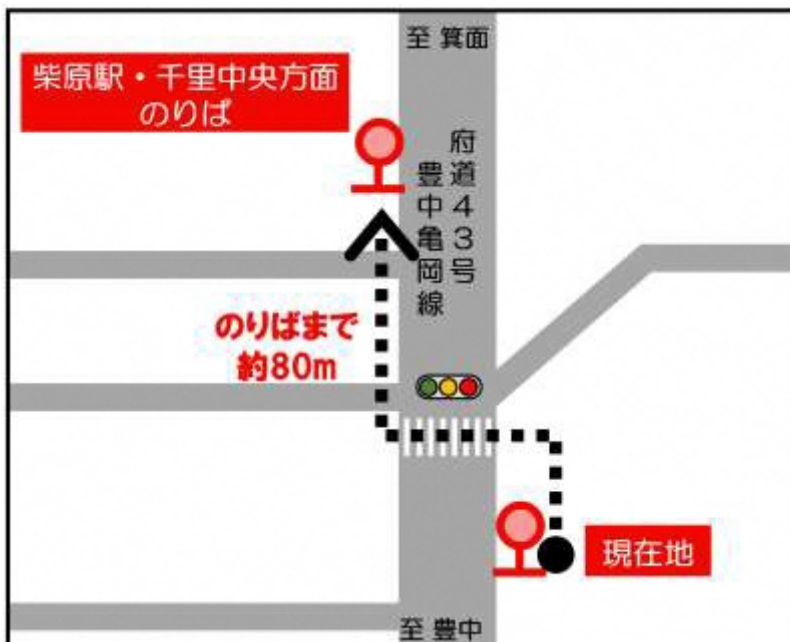 至 箕面
柴原駅・千里中央方面
のりば
府道43号
豊中亀岡線
のりばまで
約80m
現在地
至 豊中